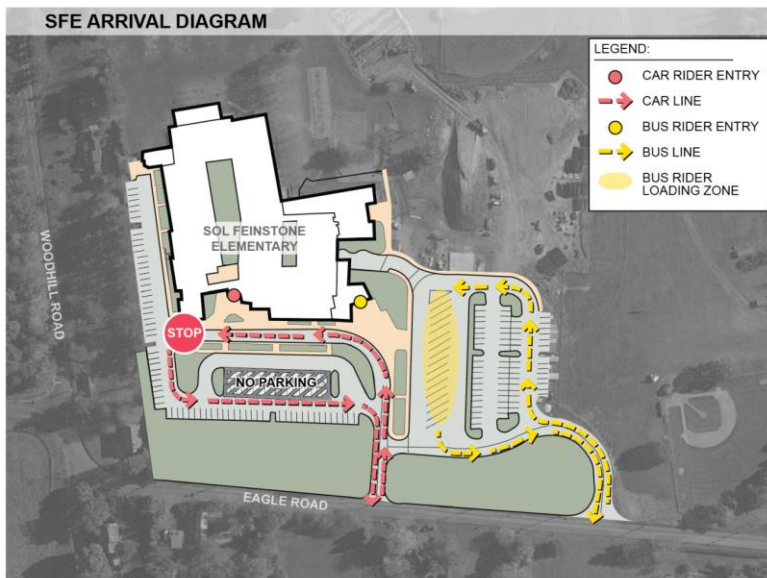 SFE ARRIVAL DIAGRAM
LEGEND:
CAR RIDER ENTRY
CAR LINE
BUS RIDER ENTRY
BUS LINE
BUS RIDER
LOADING ZONE
SOL FEINSTONE
ELEMENTARY
WOODHILL ROAD
STOP
NO PARKING
EAGLE ROAD